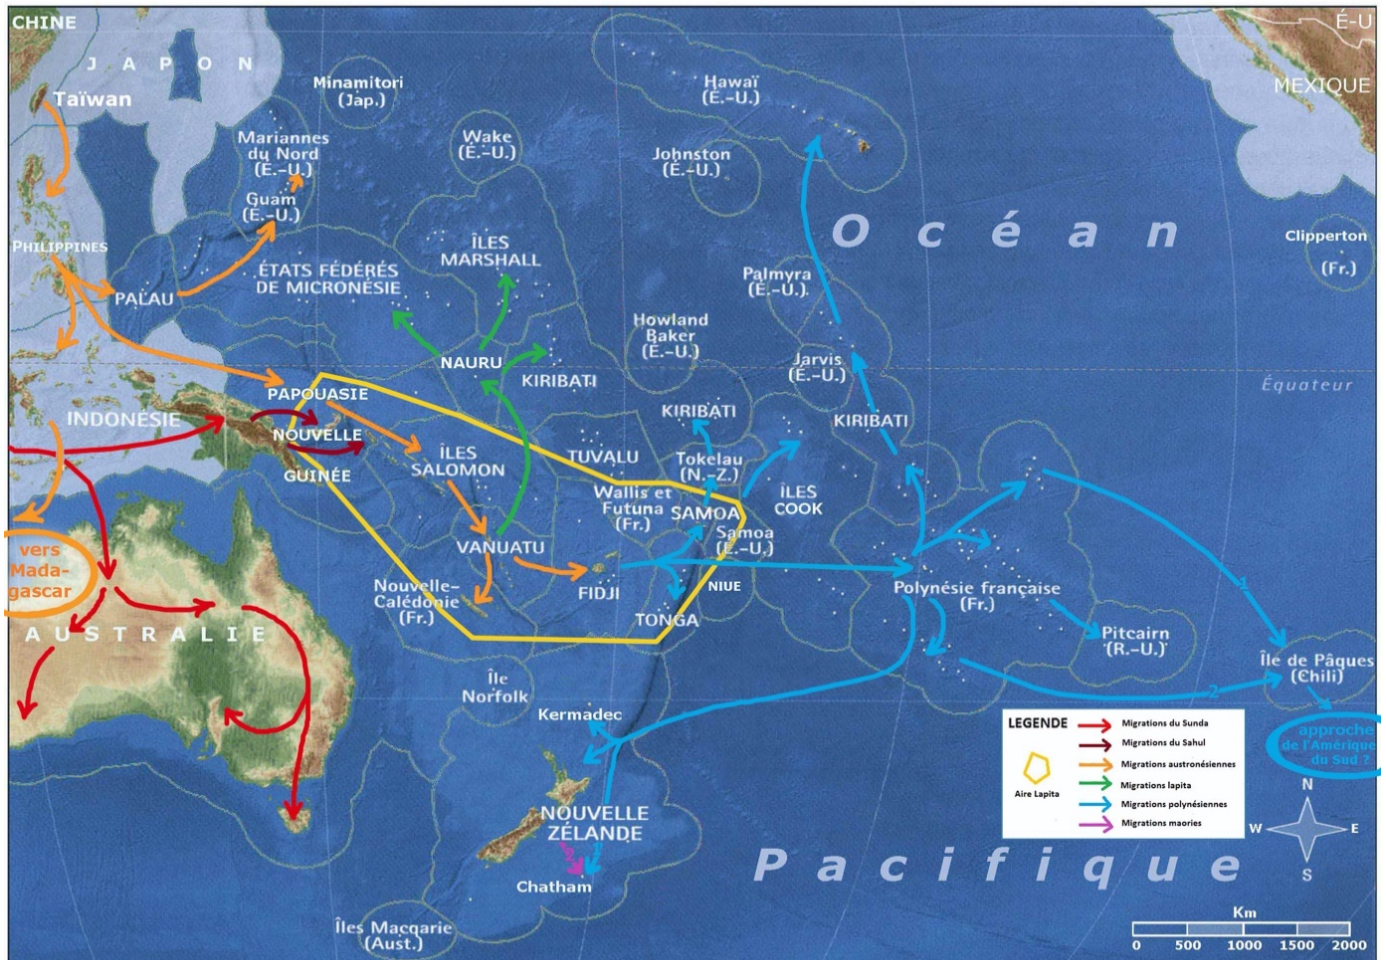 CHINE
É-U
JAPON
Minamitori
(Jap.)
Hawaï
(É.-U.)
MEXIQUE
Taïwan
Mariannes
du Nord
(É.-U.)
Wake
(É.-U.)
Johnston
(É.-U.)
Guam
(É.-U.)
Océan
Clipperton
(Fr.)
PHILIPPINES
ÎLES
MARSHALL
ÉTATS FÉDÉRÉS
DE MICRONÉSIE
Palmyra
(É.-U.)
PALAU
Howland
Baker
(É.-U.)
NAURU
Jarvis
(É.-U.)
KIRIBATI
Équateur
PAPOUASIE
INDONÉSIE
KIRIBATI
KIRIBATI
NOUVELLE
GUINÉE
ÎLES
SALOMON
TUVALU
Tokelau
(N.-Z.)
Wallis et
Futuna
(Fr.)
ÎLES
COOK
SAMOA
Samoa
(É.-U.)
VANUATU
vers
Mada-
gascar
Nouvelle-
Calédonie
(Fr.)
FIDJI
NIUE
Polynésie française
(Fr.)
1
TONGA
AUSTRALIE
Pitcairn
(R.-U.)
Île de Pâques
(Chili)
Île
Norfolk
2
Kermadec
approche
de l'Amérique
du Sud ?
LEGENDE
Aire Lapita
Migrations du Sunda
Migrations du Sahul
Migrations austronésiennes
Migrations lapita
Migrations polynésiennes
Migrations maories
N
W
E
S
NOUVELLE
ZÉLANDE
Pacifique
Chatham
Îles Macqarie
(Aust.)
Km
0 500 1000 1500 2000